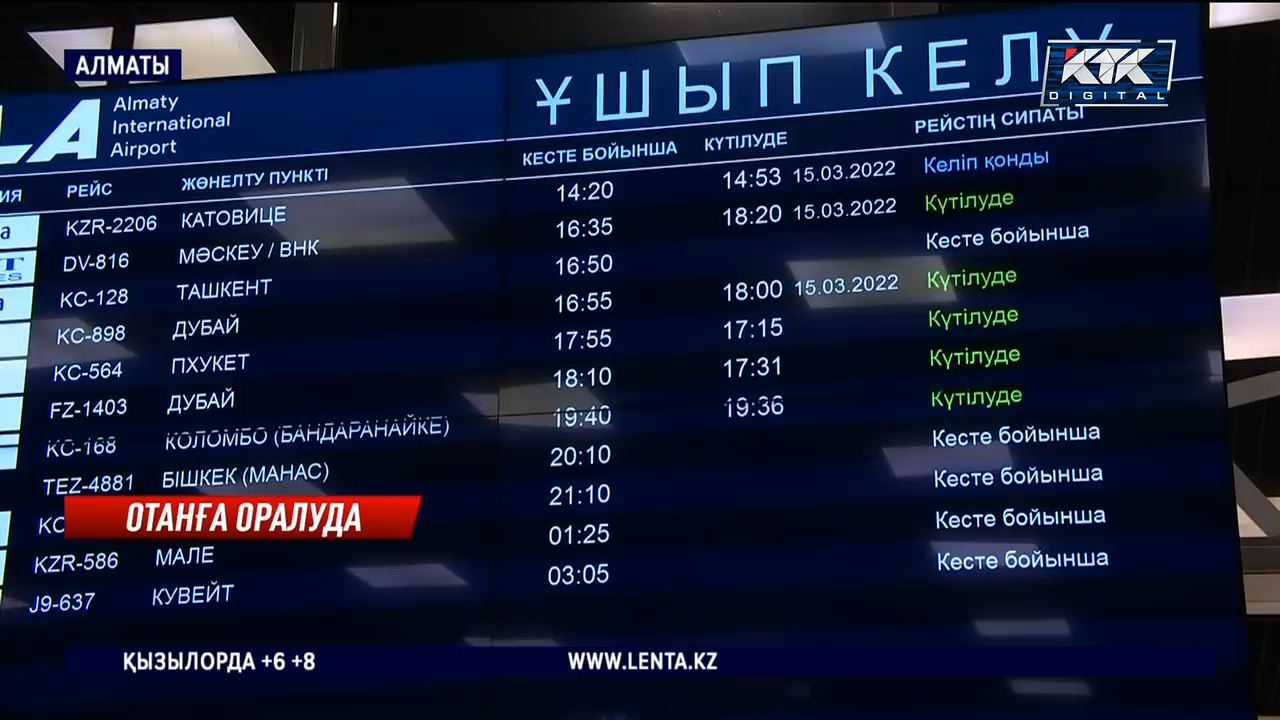 АЛМАТЫ
КТК
DIGITAL
LA
Almaty
International
Airport
ҰШЫП КЕЛУ
РЕЙС ЖӨНЕЛТУ ПУНКТІ КЕСТЕ БОЙЫНША КҮТІЛУДЕ РЕЙСТІҢ СИПАТЫ
KZR-2206 КАТОВИЦЕ 14:20 14:53 15.03.2022 Келіп қонды
DV-816 МӘСКЕУ / ВНК 16:35 18:20 15.03.2022 Күтілуде
KC-128 ТАШКЕНТ 16:50 Кесте бойынша
KC-898 ДУБАЙ 16:55 18:00 15.03.2022 Күтілуде
KC-564 ПХУКЕТ 17:55 17:15 Күтілуде
FZ-1403 ДУБАЙ 18:10 17:31 Күтілуде
KC-168 КОЛОМБО (БАНДАРАНАЙКЕ) 19:40 19:36 Күтілуде
TEZ-4881 БІШКЕК (МАНАС) 20:10 Кесте бойынша
21:10 Кесте бойынша
KZR-586 МАЛЕ 01:25 Кесте бойынша
J9-637 КУВЕЙТ 03:05 Кесте бойынша
ОТАНҒА ОРАЛУДА
ҚЫЗЫЛОРДА +6 +8
WWW.LENTA.KZ